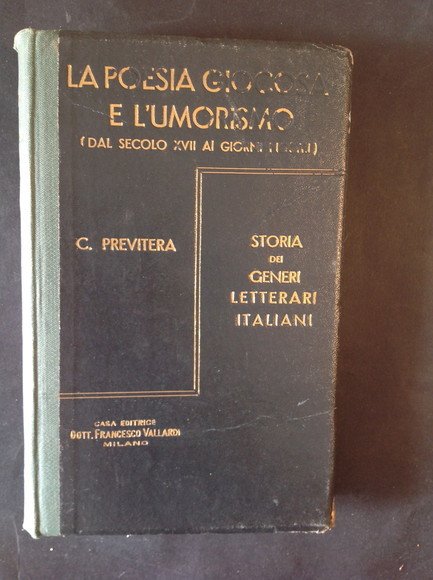 LA POESIA GIOCOSA
E L'UMORISMO
(DAL SECOLO XVII AI GIORNI NOSTRI)
C. PREVITERA
STORIA
DEI
GENERI
LETTERARI
ITALIANI
CASA EDITRICE
DOTT. FRANCESCO VALLARDI
MILANO